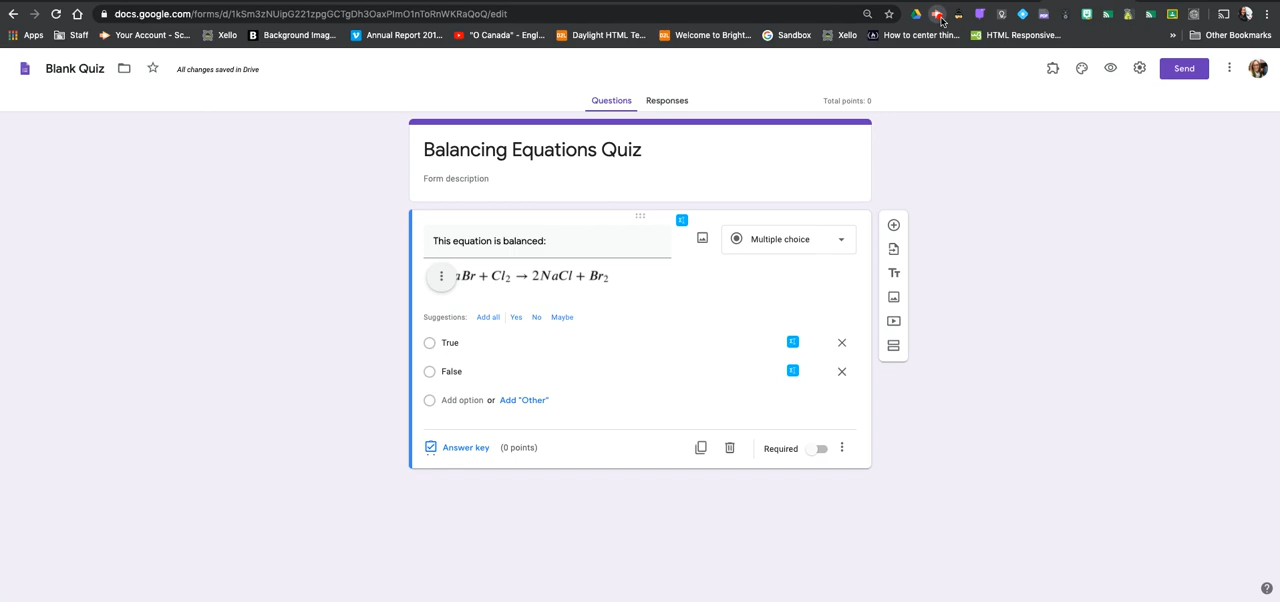 docs.google.com/forms/d/1kSm3zNUipG221zpgGCTgDh3OaxPImO1nToRnWKRaQoQ/edit
Apps Staff Your Account - Sc... Xello Background Imag... Annual Report 201... "O Canada" - Engl... Daylight HTML Te... Welcome to Bright... Sandbox Xello How to center thin... HTML Responsive... » Other Bookmarks
Blank Quiz All changes saved in Drive Send
Questions Responses Total points: 0
Balancing Equations Quiz
Form description
This equation is balanced: Multiple choice
aBr + Cl₂ → 2NaCl + Br₂
Suggestions: Add all Yes No Maybe
True
False
Add option or Add "Other"
Answer key (0 points) Required